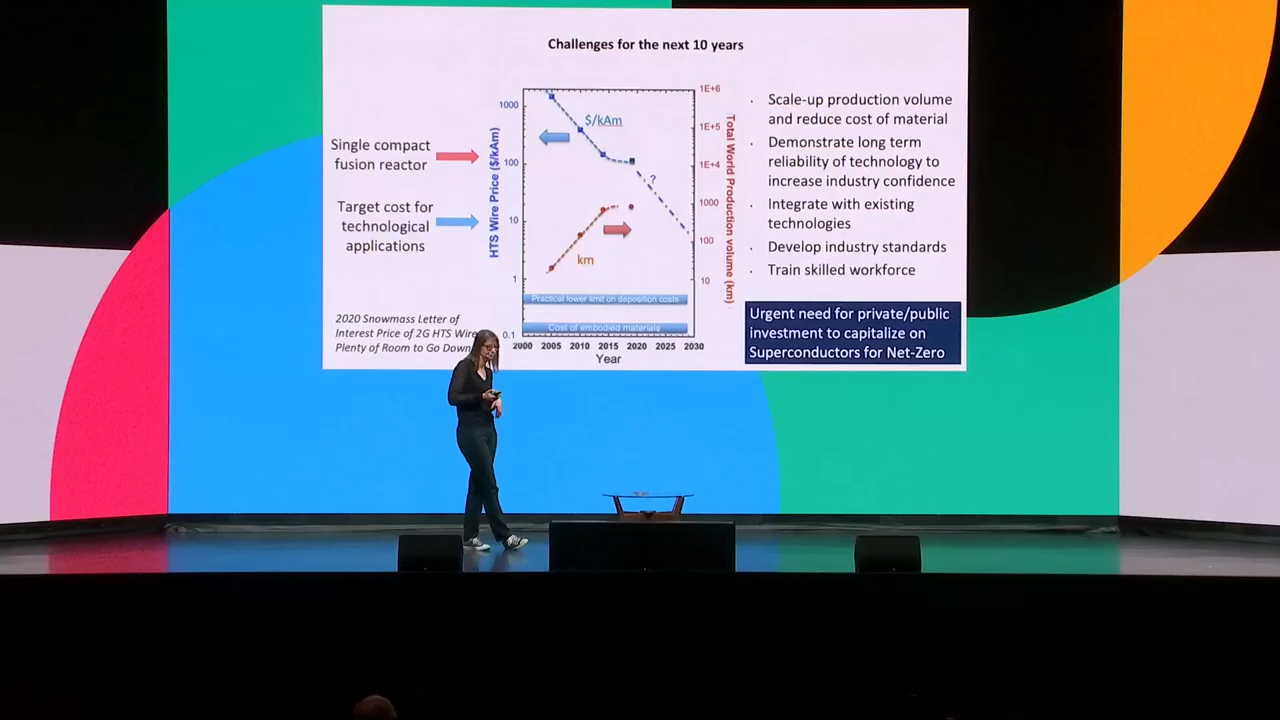 Challenges for the next 10 years
Single compact
fusion reactor
Target cost for
technological
applications
2020 Snowmass Letter of
Interest Price of 2G HTS Wire
Plenty of Room to Go Down
HTS Wire Price ($/kAm)
1000
100
10
1
0.1
$/kAm
?
km
Practical lower limit on deposition costs
Cost of embodied materials
2000 2005 2010 2015 2020 2025 2030
Year
1E+6
1E+5
1E+4
1000
100
10
Total World Production volume (km)
· Scale-up production volume
and reduce cost of material
· Demonstrate long term
reliability of technology to
increase industry confidence
· Integrate with existing
technologies
· Develop industry standards
· Train skilled workforce
Urgent need for private/public
investment to capitalize on
Superconductors for Net-Zero